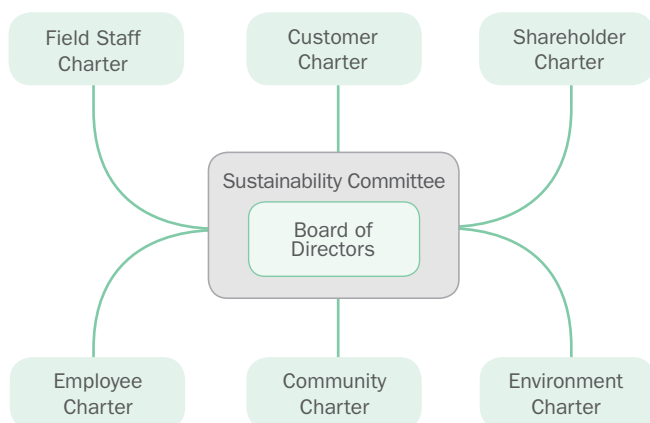 Field Staff
Charter
Customer
Charter
Shareholder
Charter
Sustainability Committee
Board of
Directors
Employee
Charter
Community
Charter
Environment
Charter